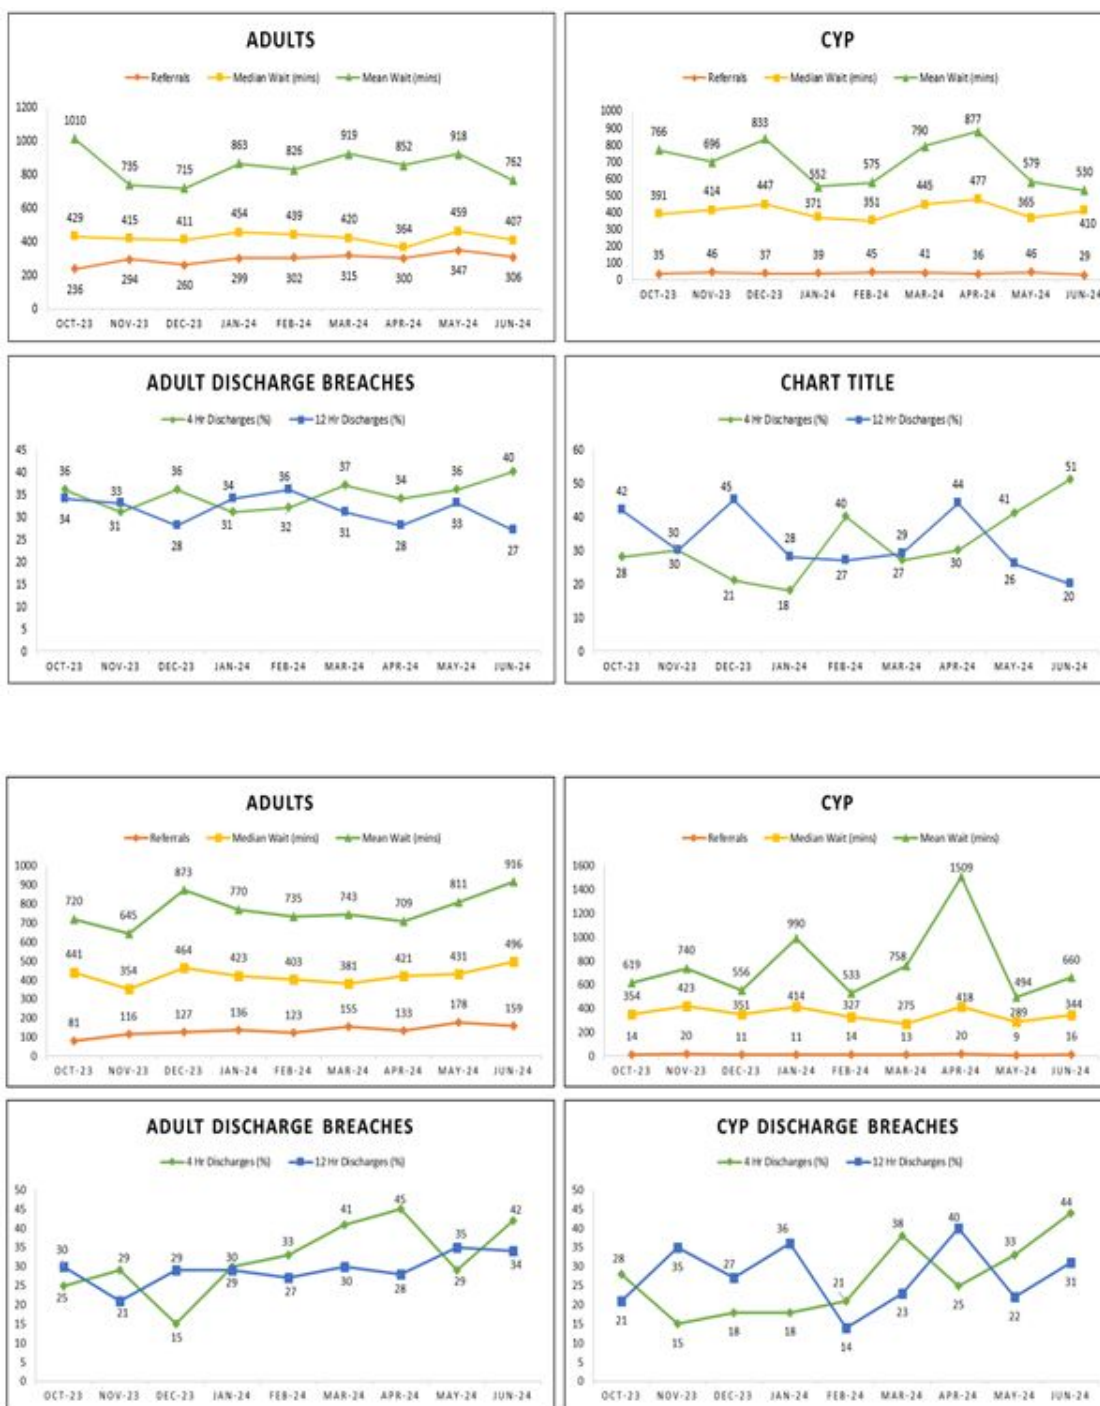 ADULTS
Referrals Median Wait (mins) Mean Wait (mins)
1200
1000
800
600
400
200
0
1010 735 715 863 826 919 852 918 762
429 415 411 454 439 420 364 459 407
236 294 260 299 302 315 300 347 306
OCT-23 NOV-23 DEC-23 JAN-24 FEB-24 MAR-24 APR-24 MAY-24 JUN-24
CYP
Referrals Median Wait (mins) Mean Wait (mins)
1000
900
800
700
600
500
400
300
200
100
0
766 696 833 552 575 790 877 579 530
391 414 447 371 351 445 477 365 410
35 46 37 39 45 41 36 46 29
OCT-23 NOV-23 DEC-23 JAN-24 FEB-24 MAR-24 APR-24 MAY-24 JUN-24
ADULT DISCHARGE BREACHES
4 Hr Discharges (%) 12 Hr Discharges (%)
45
40
35
30
25
20
15
10
5
0
36 33 36 34 36 37 34 36 40
34 31 28 31 32 31 28 33 27
OCT-23 NOV-23 DEC-23 JAN-24 FEB-24 MAR-24 APR-24 MAY-24 JUN-24
CHART TITLE
4 Hr Discharges (%) 12 Hr Discharges (%)
60
50
40
30
20
10
0
42 30 45 28 40 29 44 41 51
28 30 21 18 27 27 30 26 20
OCT-23 NOV-23 DEC-23 JAN-24 FEB-24 MAR-24 APR-24 MAY-24 JUN-24
ADULTS
Referrals Median Wait (mins) Mean Wait (mins)
1000
900
800
700
600
500
400
300
200
100
0
720 645 873 770 735 743 709 811 916
441 354 464 423 403 381 421 431 496
81 116 127 136 123 155 133 178 159
OCT-23 NOV-23 DEC-23 JAN-24 FEB-24 MAR-24 APR-24 MAY-24 JUN-24
CYP
Referrals Median Wait (mins) Mean Wait (mins)
1600
1400
1200
1000
800
600
400
200
0
619 740 556 990 533 758 1509 494 660
354 423 351 414 327 275 418 289 344
14 20 11 11 14 13 20 9 16
OCT-23 NOV-23 DEC-23 JAN-24 FEB-24 MAR-24 APR-24 MAY-24 JUN-24
ADULT DISCHARGE BREACHES
4 Hr Discharges (%) 12 Hr Discharges (%)
50
45
40
35
30
25
20
15
10
5
0
30 29 29 30 33 41 45 35 42
25 21 15 29 27 30 28 29 34
OCT-23 NOV-23 DEC-23 JAN-24 FEB-24 MAR-24 APR-24 MAY-24 JUN-24
CYP DISCHARGE BREACHES
4 Hr Discharges (%) 12 Hr Discharges (%)
50
45
40
35
30
25
20
15
10
5
0
28 35 27 36 21 38 40 33 44
21 15 18 18 14 23 25 22 31
OCT-23 NOV-23 DEC-23 JAN-24 FEB-24 MAR-24 APR-24 MAY-24 JUN-24